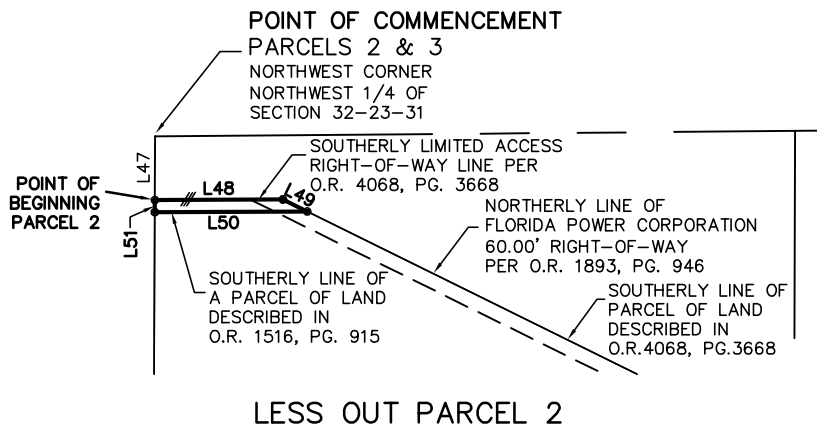 POINT OF COMMENCEMENT
PARCELS 2 & 3
NORTHWEST CORNER
NORTHWEST 1/4 OF
SECTION 32-23-31
L47
SOUTHERLY LIMITED ACCESS
RIGHT-OF-WAY LINE PER
O.R. 4068, PG. 3668
POINT OF
BEGINNING
PARCEL 2
L48
L49
L50
L51
NORTHERLY LINE OF
FLORIDA POWER CORPORATION
60.00' RIGHT-OF-WAY
PER O.R. 1893, PG. 946
SOUTHERLY LINE OF
A PARCEL OF LAND
DESCRIBED IN
O.R. 1516, PG. 915
SOUTHERLY LINE OF
PARCEL OF LAND
DESCRIBED IN
O.R.4068, PG.3668
LESS OUT PARCEL 2